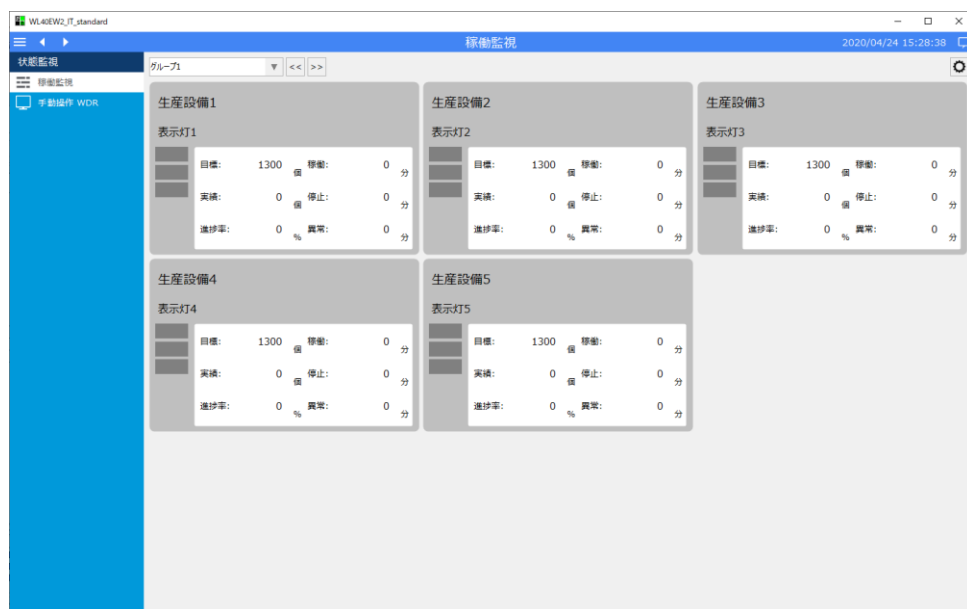 WL40EW2_IT_standard
稼働監視 2020/04/24 15:28:38
状態監視
稼働監視
手動操作 WDR
グループ1 ▼ << >>
生産設備1
表示灯1
目標: 1300 個 稼働: 0 分
実績: 0 個 停止: 0 分
進捗率: 0 % 異常: 0 分
生産設備2
表示灯2
目標: 1300 個 稼働: 0 分
実績: 0 個 停止: 0 分
進捗率: 0 % 異常: 0 分
生産設備3
表示灯3
目標: 1300 個 稼働: 0 分
実績: 0 個 停止: 0 分
進捗率: 0 % 異常: 0 分
生産設備4
表示灯4
目標: 1300 個 稼働: 0 分
実績: 0 個 停止: 0 分
進捗率: 0 % 異常: 0 分
生産設備5
表示灯5
目標: 1300 個 稼働: 0 分
実績: 0 個 停止: 0 分
進捗率: 0 % 異常: 0 分